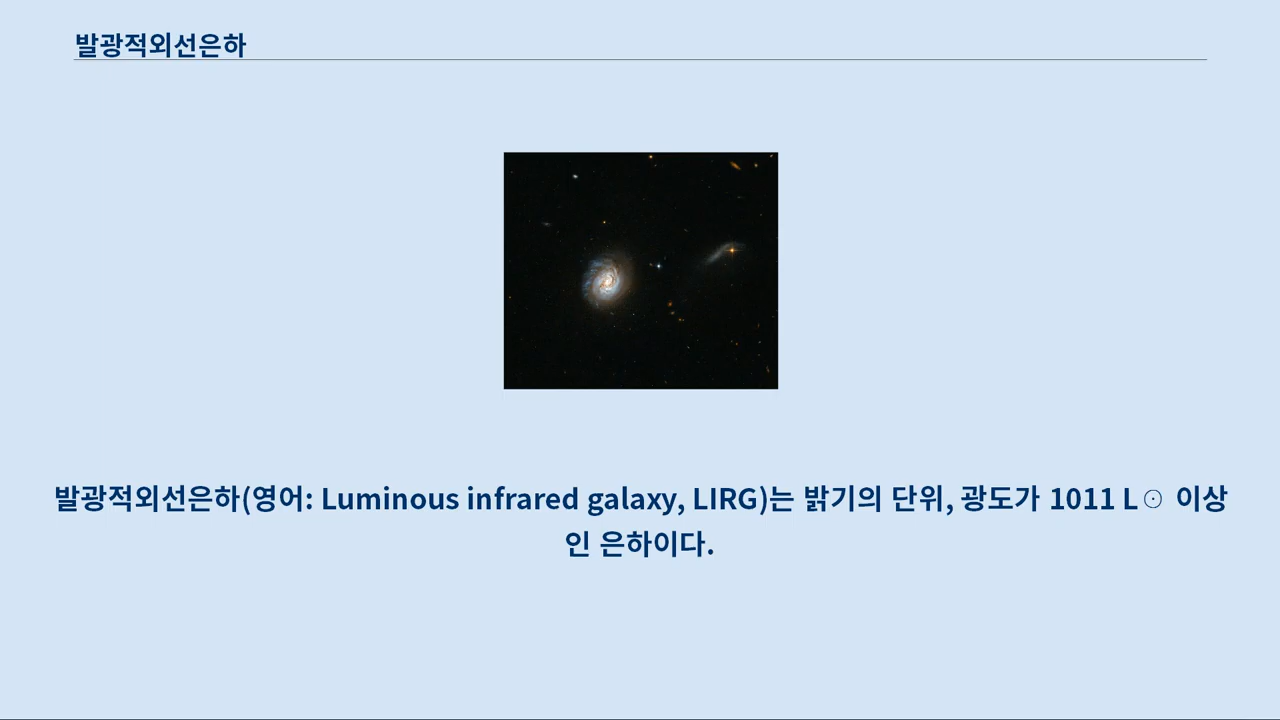 발광적외선은하
발광적외선은하(영어: Luminous infrared galaxy, LIRG)는 밝기의 단위, 광도가 1011 L☉ 이상
인 은하이다.